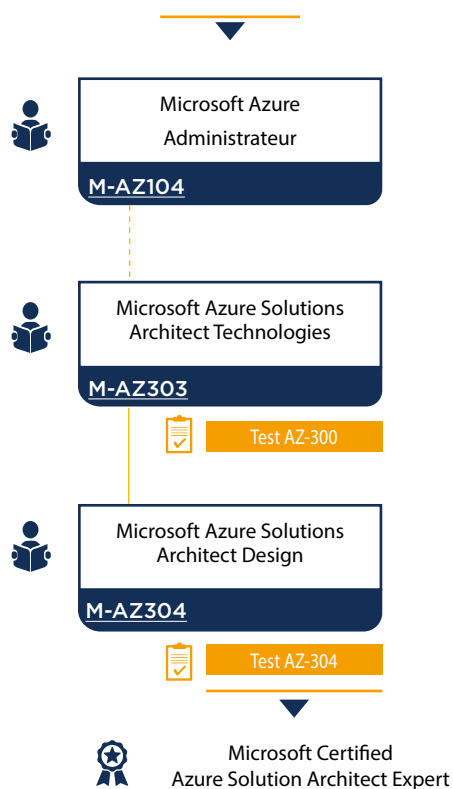 Microsoft Azure
Administrateur
M-AZ104
Microsoft Azure Solutions
Architect Technologies
M-AZ303
Test AZ-300
Microsoft Azure Solutions
Architect Design
M-AZ304
Test AZ-304
Microsoft Certified
Azure Solution Architect Expert